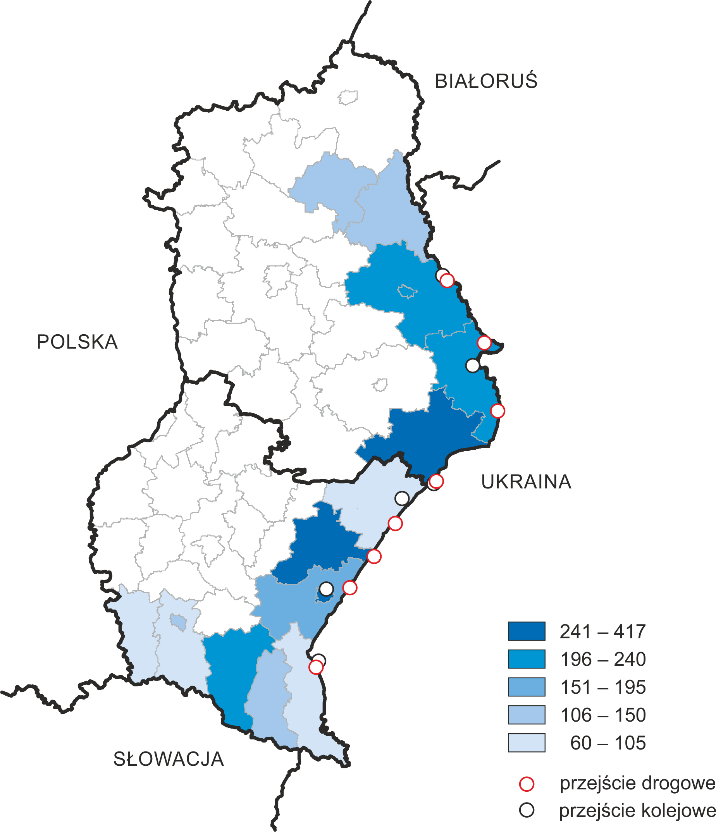 BIAŁORUŚ
POLSKA
UKRAINA
SŁOWACJA
241 – 417
196 – 240
151 – 195
106 – 150
60 – 105
przejście drogowe
przejście kolejowe